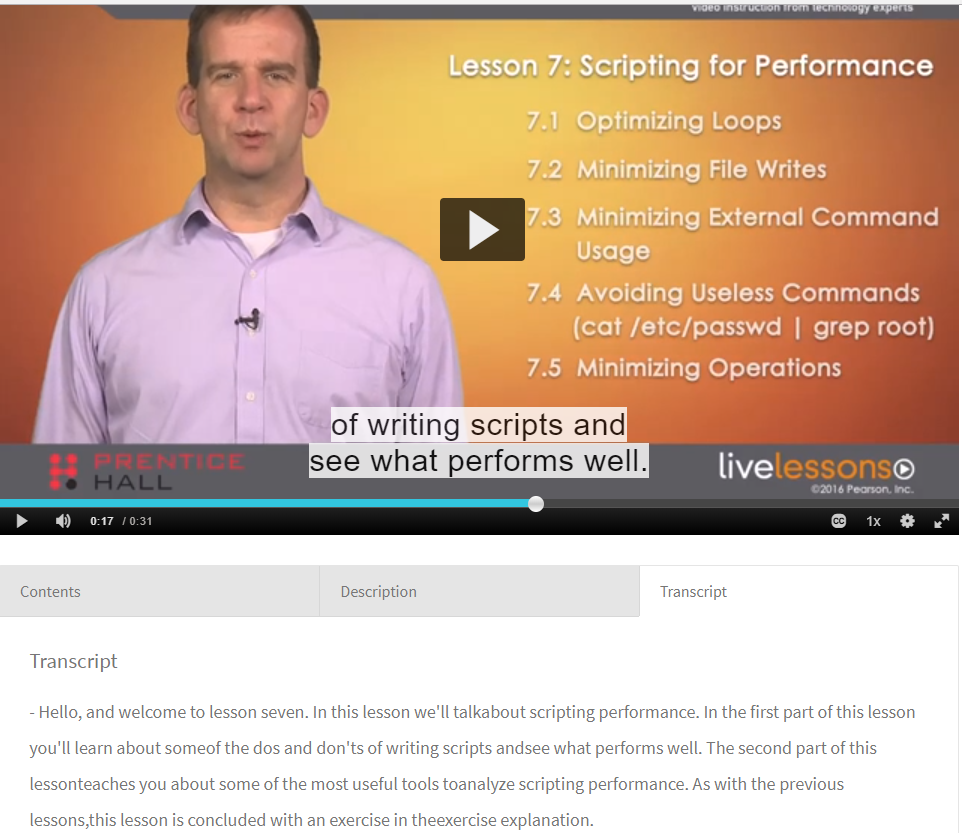 video instruction from technology experts
Lesson 7: Scripting for Performance
7.1 Optimizing Loops
7.2 Minimizing File Writes
7.3 Minimizing External Command
Usage
7.4 Avoiding Useless Commands
(cat /etc/passwd | grep root)
7.5 Minimizing Operations
of writing scripts and
see what performs well.
PRENTICE
HALL
livelessons
©2016 Pearson, Inc.
0:17 / 0:31
CC
1x
Contents
Description
Transcript
Transcript
- Hello, and welcome to lesson seven. In this lesson we'll talkabout scripting performance. In the first part of this lesson
you'll learn about someof the dos and don'ts of writing scripts andsee what performs well. The second part of this
lessonteaches you about some of the most useful tools toanalyze scripting performance. As with the previous
lessons,this lesson is concluded with an exercise in theexercise explanation.